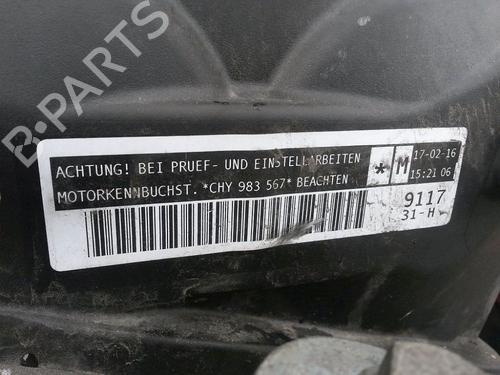 ACHTUNG! BEI PRUEF- UND EINSTELLARBEITEN
MOTORKENNBUCHST. *CHY 983 567* BEACHTEN
* M
17-02-16
15:21 06
9117
31-H
B-PARTS